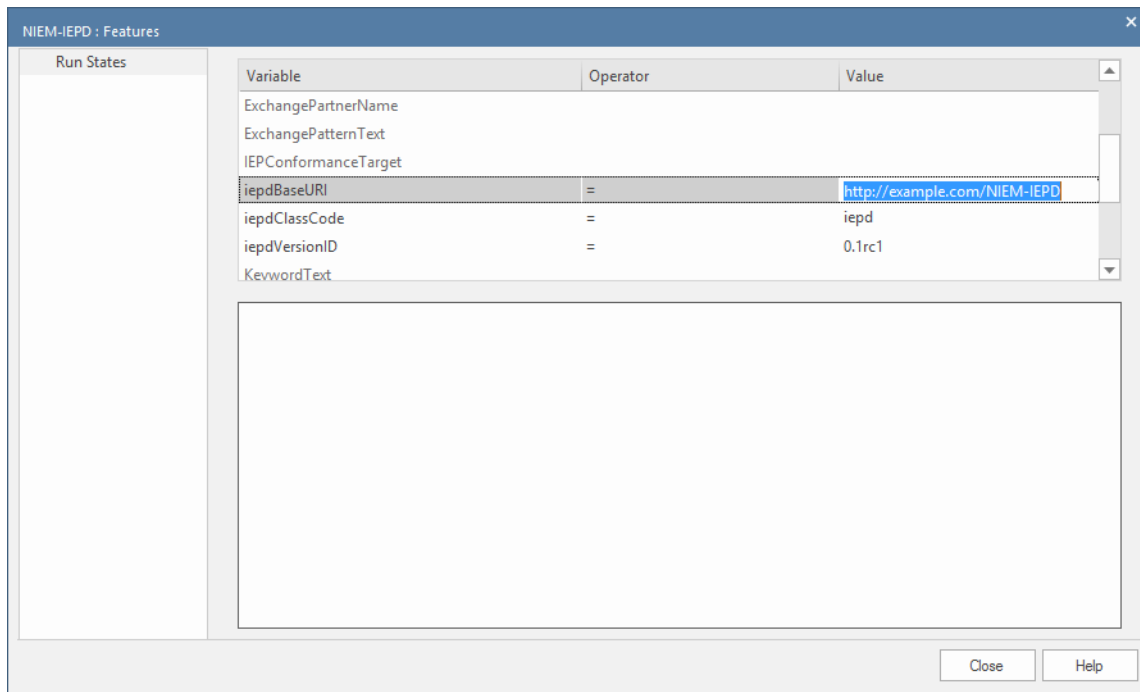 NIEM-IEPD : Features
Run States
Variable Operator Value
ExchangePartnerName
ExchangePatternText
IEPConformanceTarget
iepdBaseURI = http://example.com/NIEM-IEPD
iepdClassCode = iepd
iepdVersionID = 0.1rc1
KeywordText
Close Help